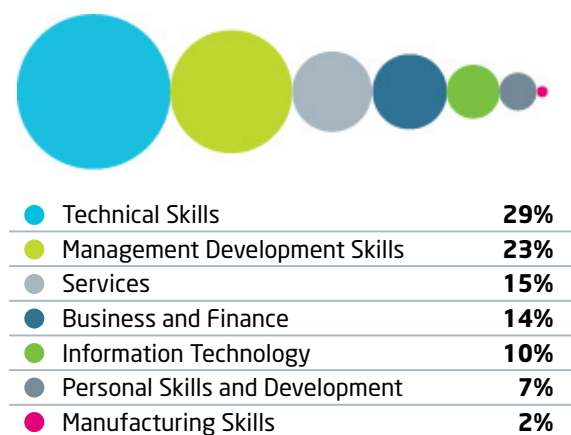 Technical Skills 29%
Management Development Skills 23%
Services 15%
Business and Finance 14%
Information Technology 10%
Personal Skills and Development 7%
Manufacturing Skills 2%